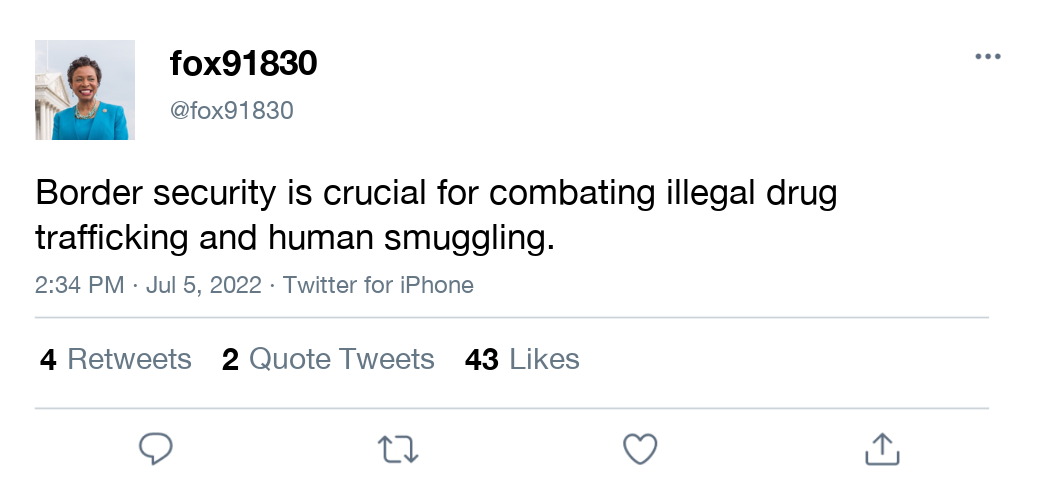 fox91830
@fox91830
Border security is crucial for combating illegal drug
trafficking and human smuggling.
2:34 PM · Jul 5, 2022 · Twitter for iPhone
4 Retweets 2 Quote Tweets 43 Likes